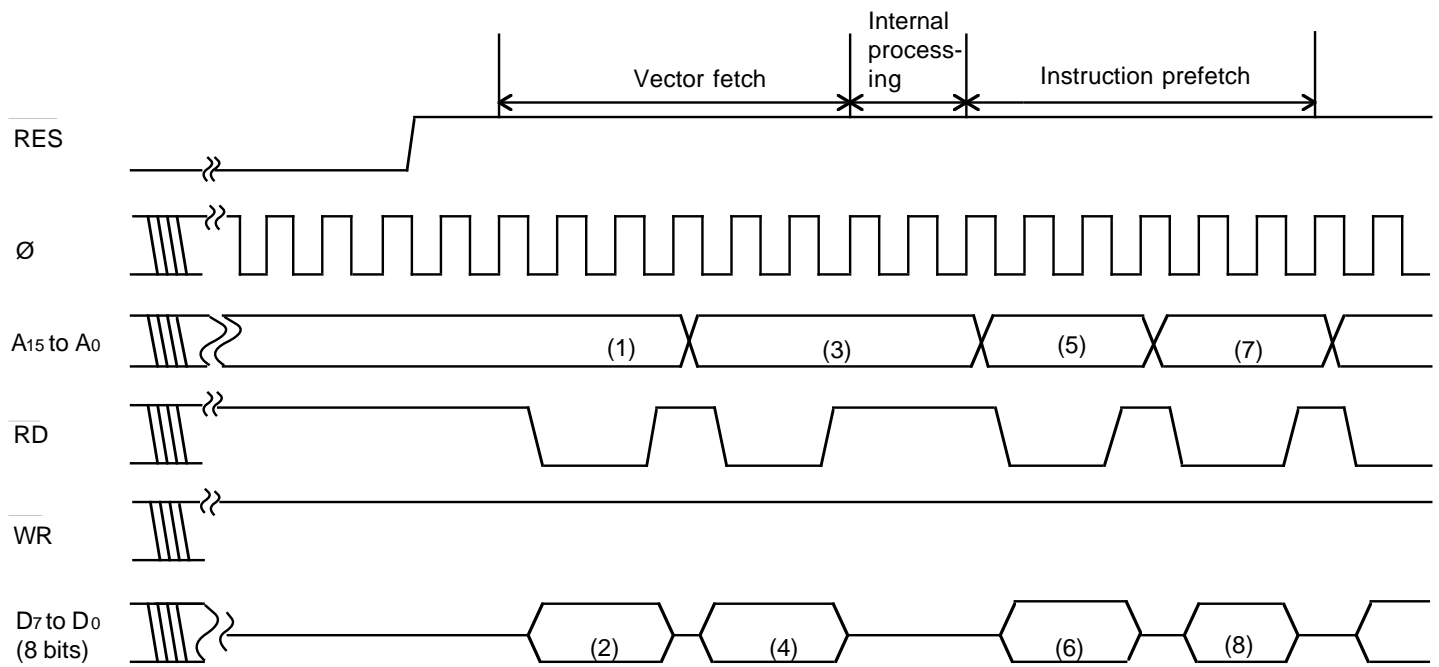 Internal
process-
ing
Vector fetch
Instruction prefetch
RES
Ø
A15 to A0
(1)
(3)
(5)
(7)
RD
WR
D7 to D0
(8 bits)
(2)
(4)
(6)
(8)